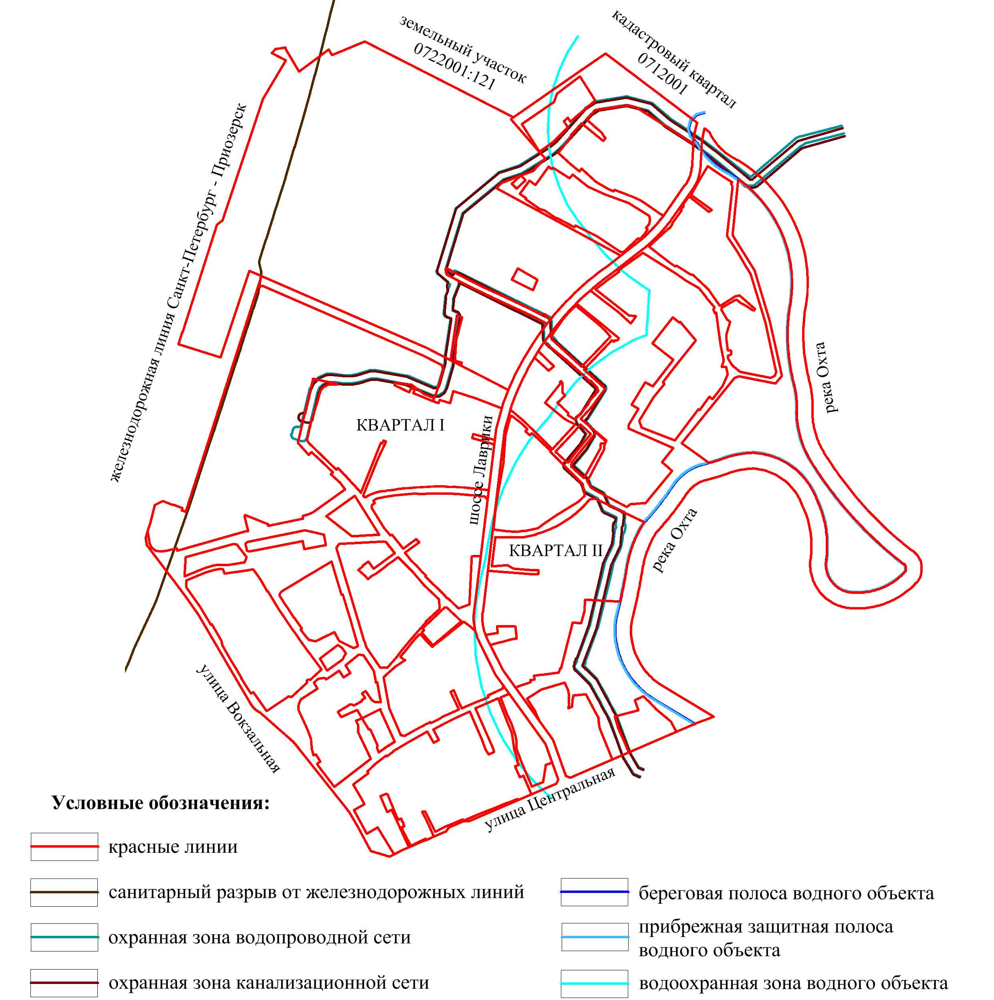 земельный участок
0722001:121
кадастровый квартал
0712001
железнодорожная линия Санкт-Петербург - Приозерск
река Охта
КВАРТАЛ I
шоссе Лаврики
КВАРТАЛ II
река Охта
улица Вокзальная
улица Центральная
Условные обозначения:
красные линии
санитарный разрыв от железнодорожных линий
охранная зона водопроводной сети
охранная зона канализационной сети
береговая полоса водного объекта
прибрежная защитная полоса
водного объекта
водоохранная зона водного объекта